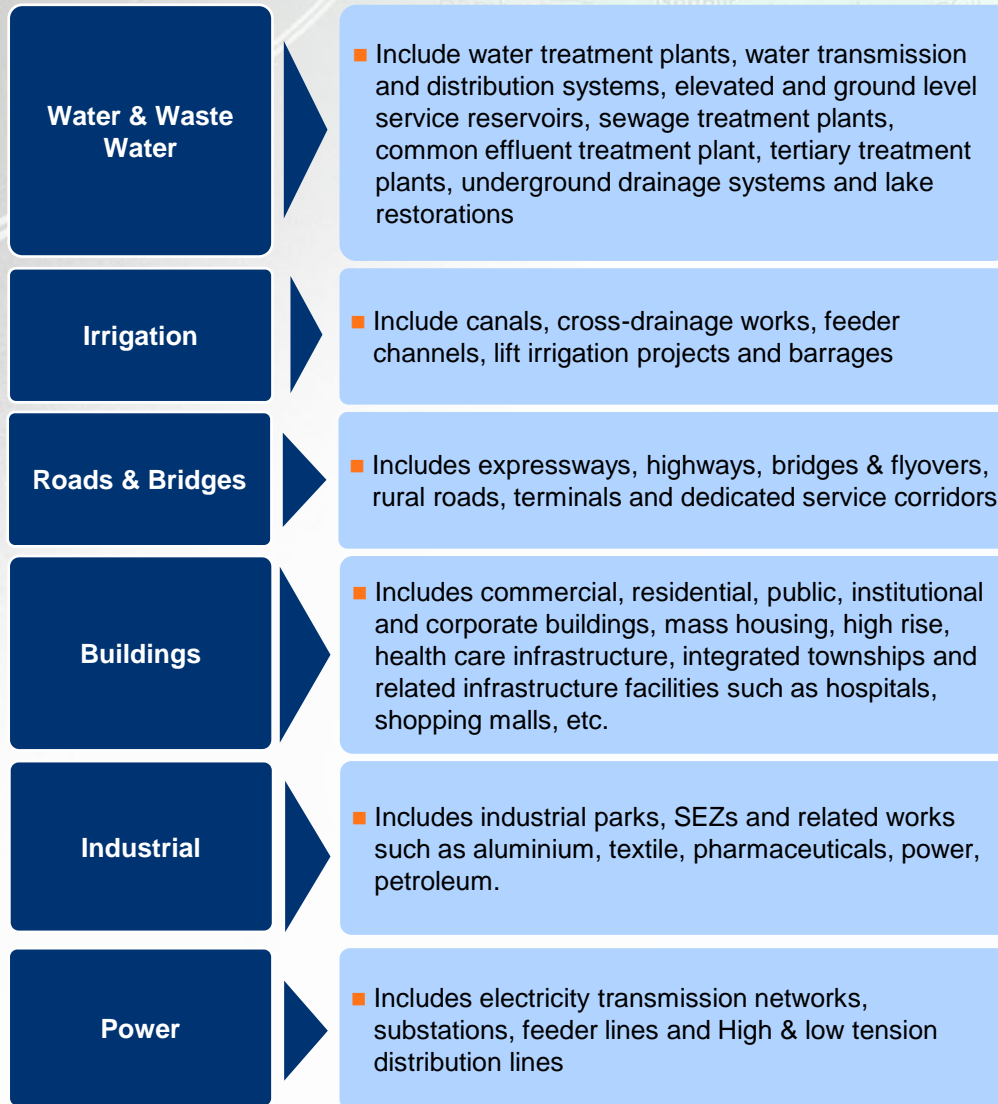 Water & Waste
Water
Include water treatment plants, water transmission
and distribution systems, elevated and ground level
service reservoirs, sewage treatment plants,
common effluent treatment plant, tertiary treatment
plants, underground drainage systems and lake
restorations
Irrigation
Include canals, cross-drainage works, feeder
channels, lift irrigation projects and barrages
Roads & Bridges
Includes expressways, highways, bridges & flyovers,
rural roads, terminals and dedicated service corridors
Buildings
Includes commercial, residential, public, institutional
and corporate buildings, mass housing, high rise,
health care infrastructure, integrated townships and
related infrastructure facilities such as hospitals,
shopping malls, etc.
Industrial
Includes industrial parks, SEZs and related works
such as aluminium, textile, pharmaceuticals, power,
petroleum.
Power
Includes electricity transmission networks,
substations, feeder lines and High & low tension
distribution lines